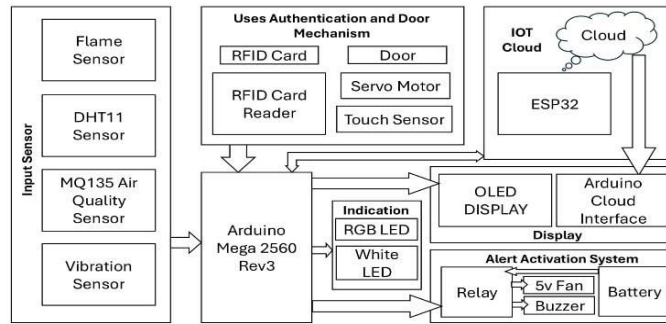 Input Sensor
Flame
Sensor
DHT11
Sensor
MQ135 Air
Quality
Sensor
Vibration
Sensor
Uses Authentication and Door
Mechanism
RFID Card
Door
RFID Card
Reader
Servo Motor
Touch Sensor
IOT
Cloud
Cloud
ESP32
Arduino
Mega 2560
Rev3
Indication
RGB LED
White
LED
OLED
DISPLAY
Arduino
Cloud
Interface
Display
Alert Activation System
Relay
5v Fan
Buzzer
Battery